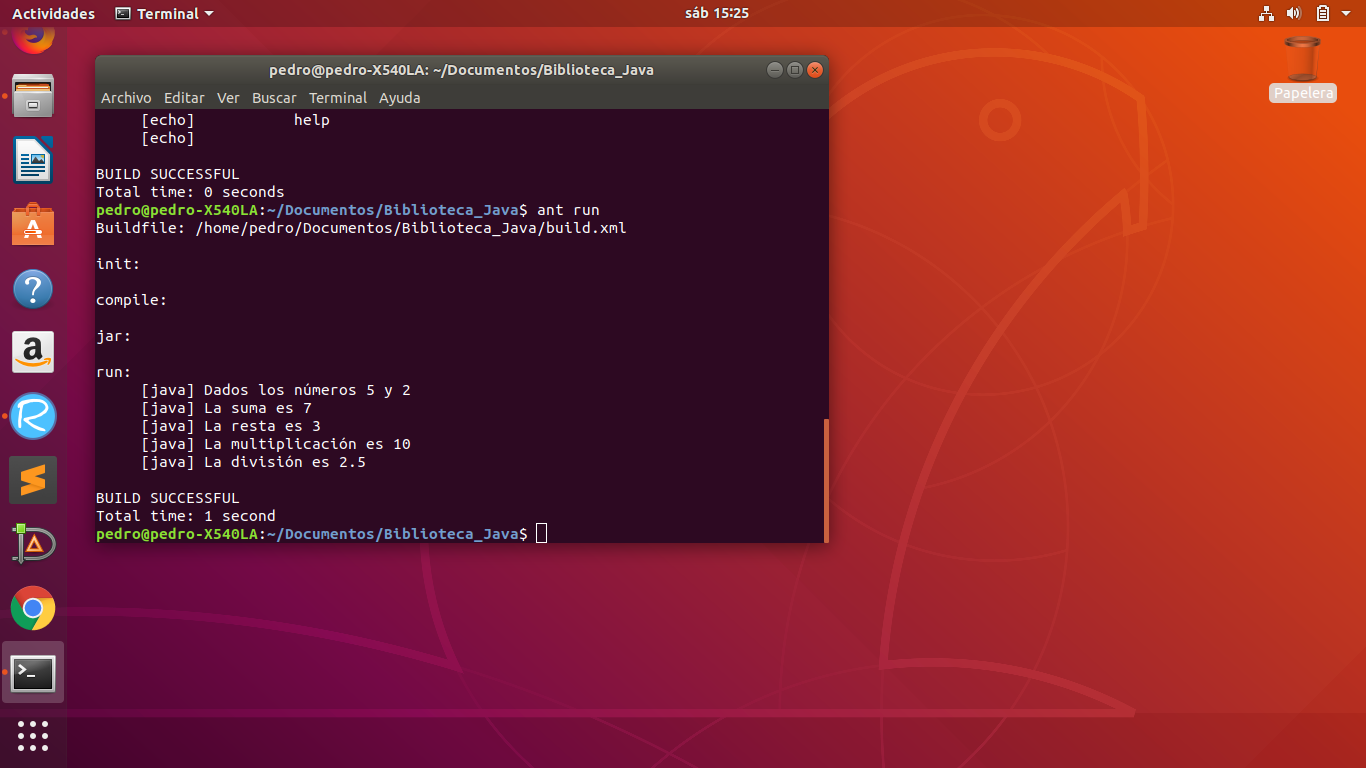 Actividades Terminal sáb 15:25
Papelera
pedro@pedro-X540LA: ~/Documentos/Biblioteca_Java
Archivo Editar Ver Buscar Terminal Ayuda
[echo] help
[echo]
BUILD SUCCESSFUL
Total time: 0 seconds
pedro@pedro-X540LA:~/Documentos/Biblioteca_Java$ ant run
Buildfile: /home/pedro/Documentos/Biblioteca_Java/build.xml
init:
compile:
jar:
run:
[java] Dados los números 5 y 2
[java] La suma es 7
[java] La resta es 3
[java] La multiplicación es 10
[java] La división es 2.5
BUILD SUCCESSFUL
Total time: 1 second
pedro@pedro-X540LA:~/Documentos/Biblioteca_Java$